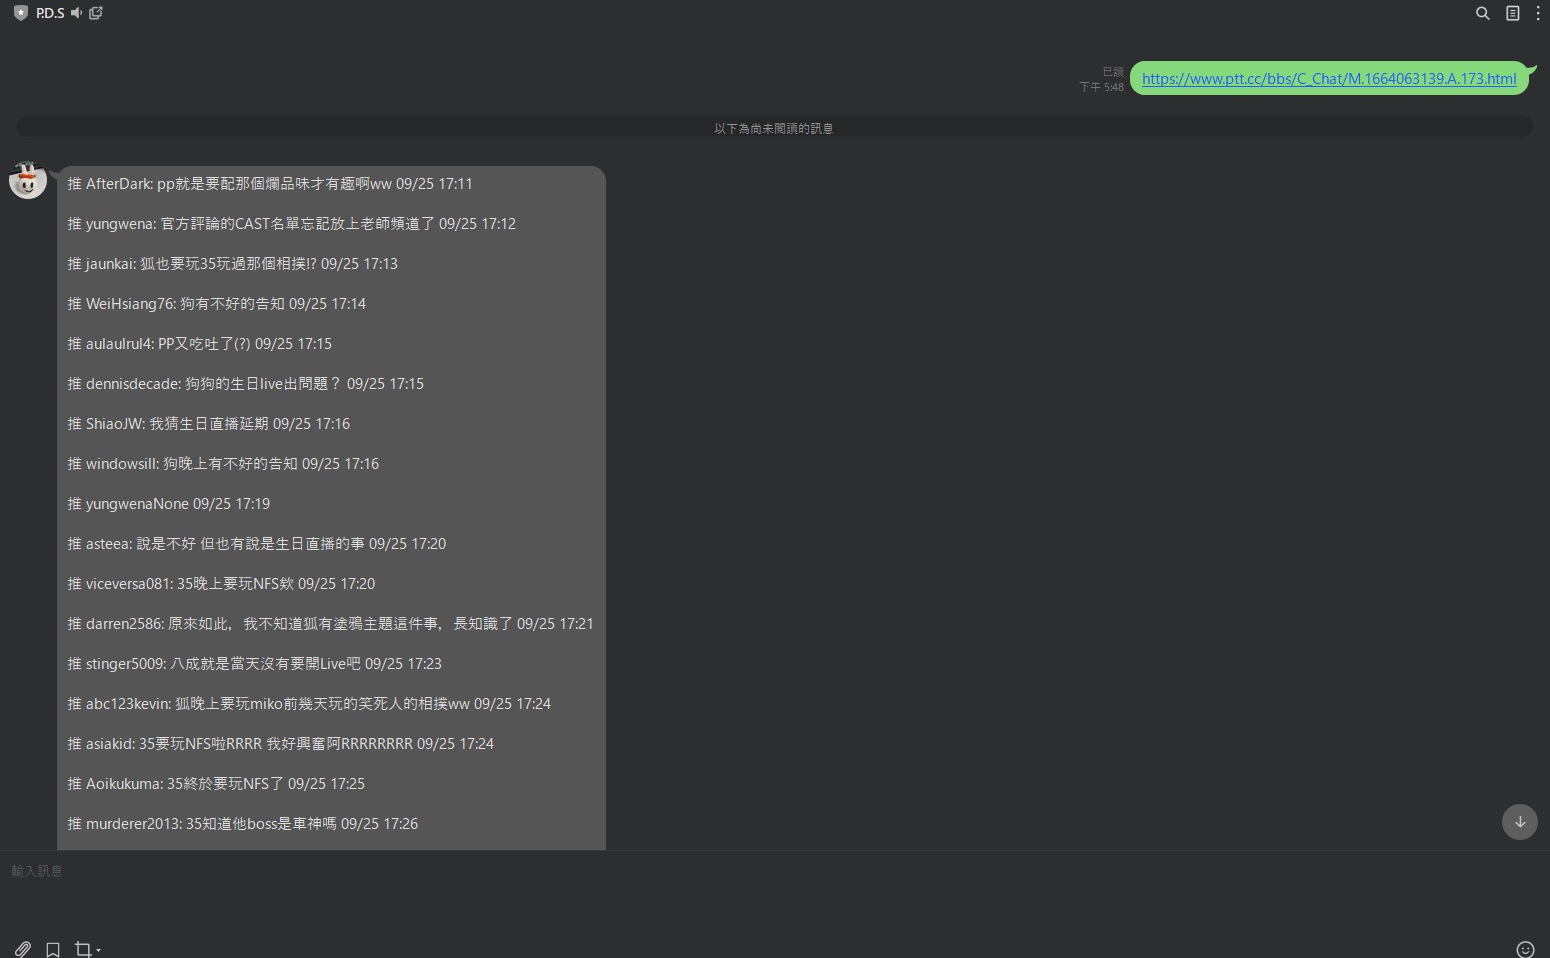 P.D.S
已讀
下午 5:48
https://www.ptt.cc/bbs/C_Chat/M.1664063139.A.173.html
以下為尚未閱讀的訊息
推 AfterDark: pp就是要配那個爛品味才有趣啊ww 09/25 17:11
推 yungwena: 官方評論的CAST名單忘記放上老師頻道了 09/25 17:12
推 jaunkai: 狐也要玩35玩過那個相撲!? 09/25 17:13
推 WeiHsiang76: 狗有不好的告知 09/25 17:14
推 aulaulrul4: PP又吃吐了(?) 09/25 17:15
推 dennisdecade: 狗狗的生日live出問題？ 09/25 17:15
推 ShiaoJW: 我猜生日直播延期 09/25 17:16
推 windowsill: 狗晚上有不好的告知 09/25 17:16
推 yungwenaNone 09/25 17:19
推 asteea: 說是不好 但也有說是生日直播的事 09/25 17:20
推 viceversa081: 35晚上要玩NFS欸 09/25 17:20
推 darren2586: 原來如此，我不知道狐有塗鴉主題這件事，長知識了 09/25 17:21
推 stinger5009: 八成就是當天沒有要開Live吧 09/25 17:23
推 abc123kevin: 狐晚上要玩miko前幾天玩的笑死人的相撲ww 09/25 17:24
推 asiakid: 35要玩NFS啦RRRR 我好興奮阿RRRRRRRR 09/25 17:24
推 Aoikukuma: 35終於要玩NFS了 09/25 17:25
推 murderer2013: 35知道他boss是車神嗎 09/25 17:26
輸入訊息